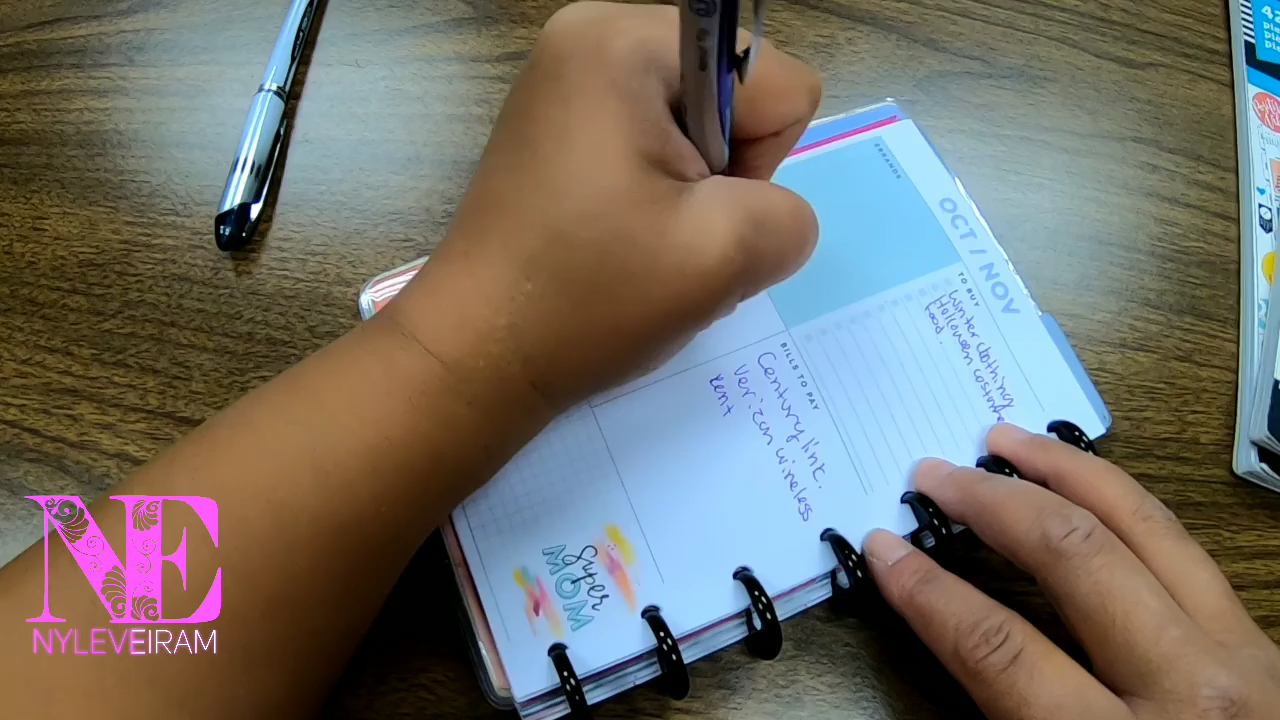 OCT / NOV
ERRANDS
TO BUY
Winter clothing
Halloween costume
Food.
BILLS TO PAY
Century link.
Verizon wireless
rent
Super
MOM
NE
NYLEVEIRAM